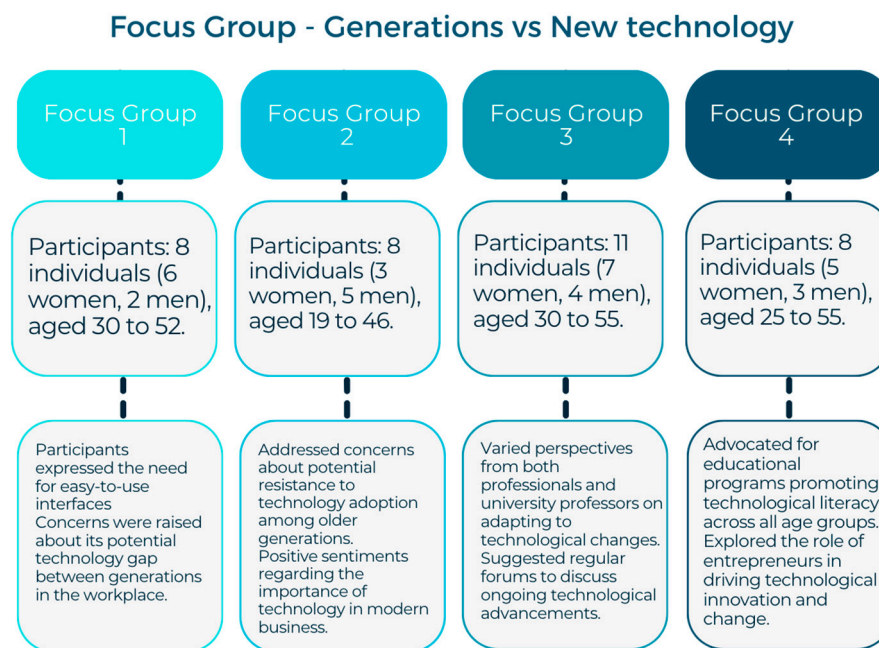 Focus Group - Generations vs New technology
Focus Group
1
Participants: 8
individuals (6
women, 2 men),
aged 30 to 52.
Participants
expressed the need
for easy-to-use
interfaces
Concerns were raised
about its potential
technology gap
between generations
in the workplace.
Focus Group
2
Participants: 8
individuals (3
women, 5 men),
aged 19 to 46.
Addressed concerns
about potential
resistance to
technology adoption
among older
generations.
Positive sentiments
regarding the
importance of
technology in modern
business.
Focus Group
3
Participants: 11
individuals (7
women, 4 men),
aged 30 to 55.
Varied perspectives
from both
professionals and
university professors on
adapting to
technological changes.
Suggested regular
forums to discuss
ongoing technological
advancements.
Focus Group
4
Participants: 8
individuals (5
women, 3 men),
aged 25 to 55.
Advocated for
educational
programs promoting
technological literacy
across all age groups.
Explored the role of
entrepreneurs in
driving technological
innovation and
change.